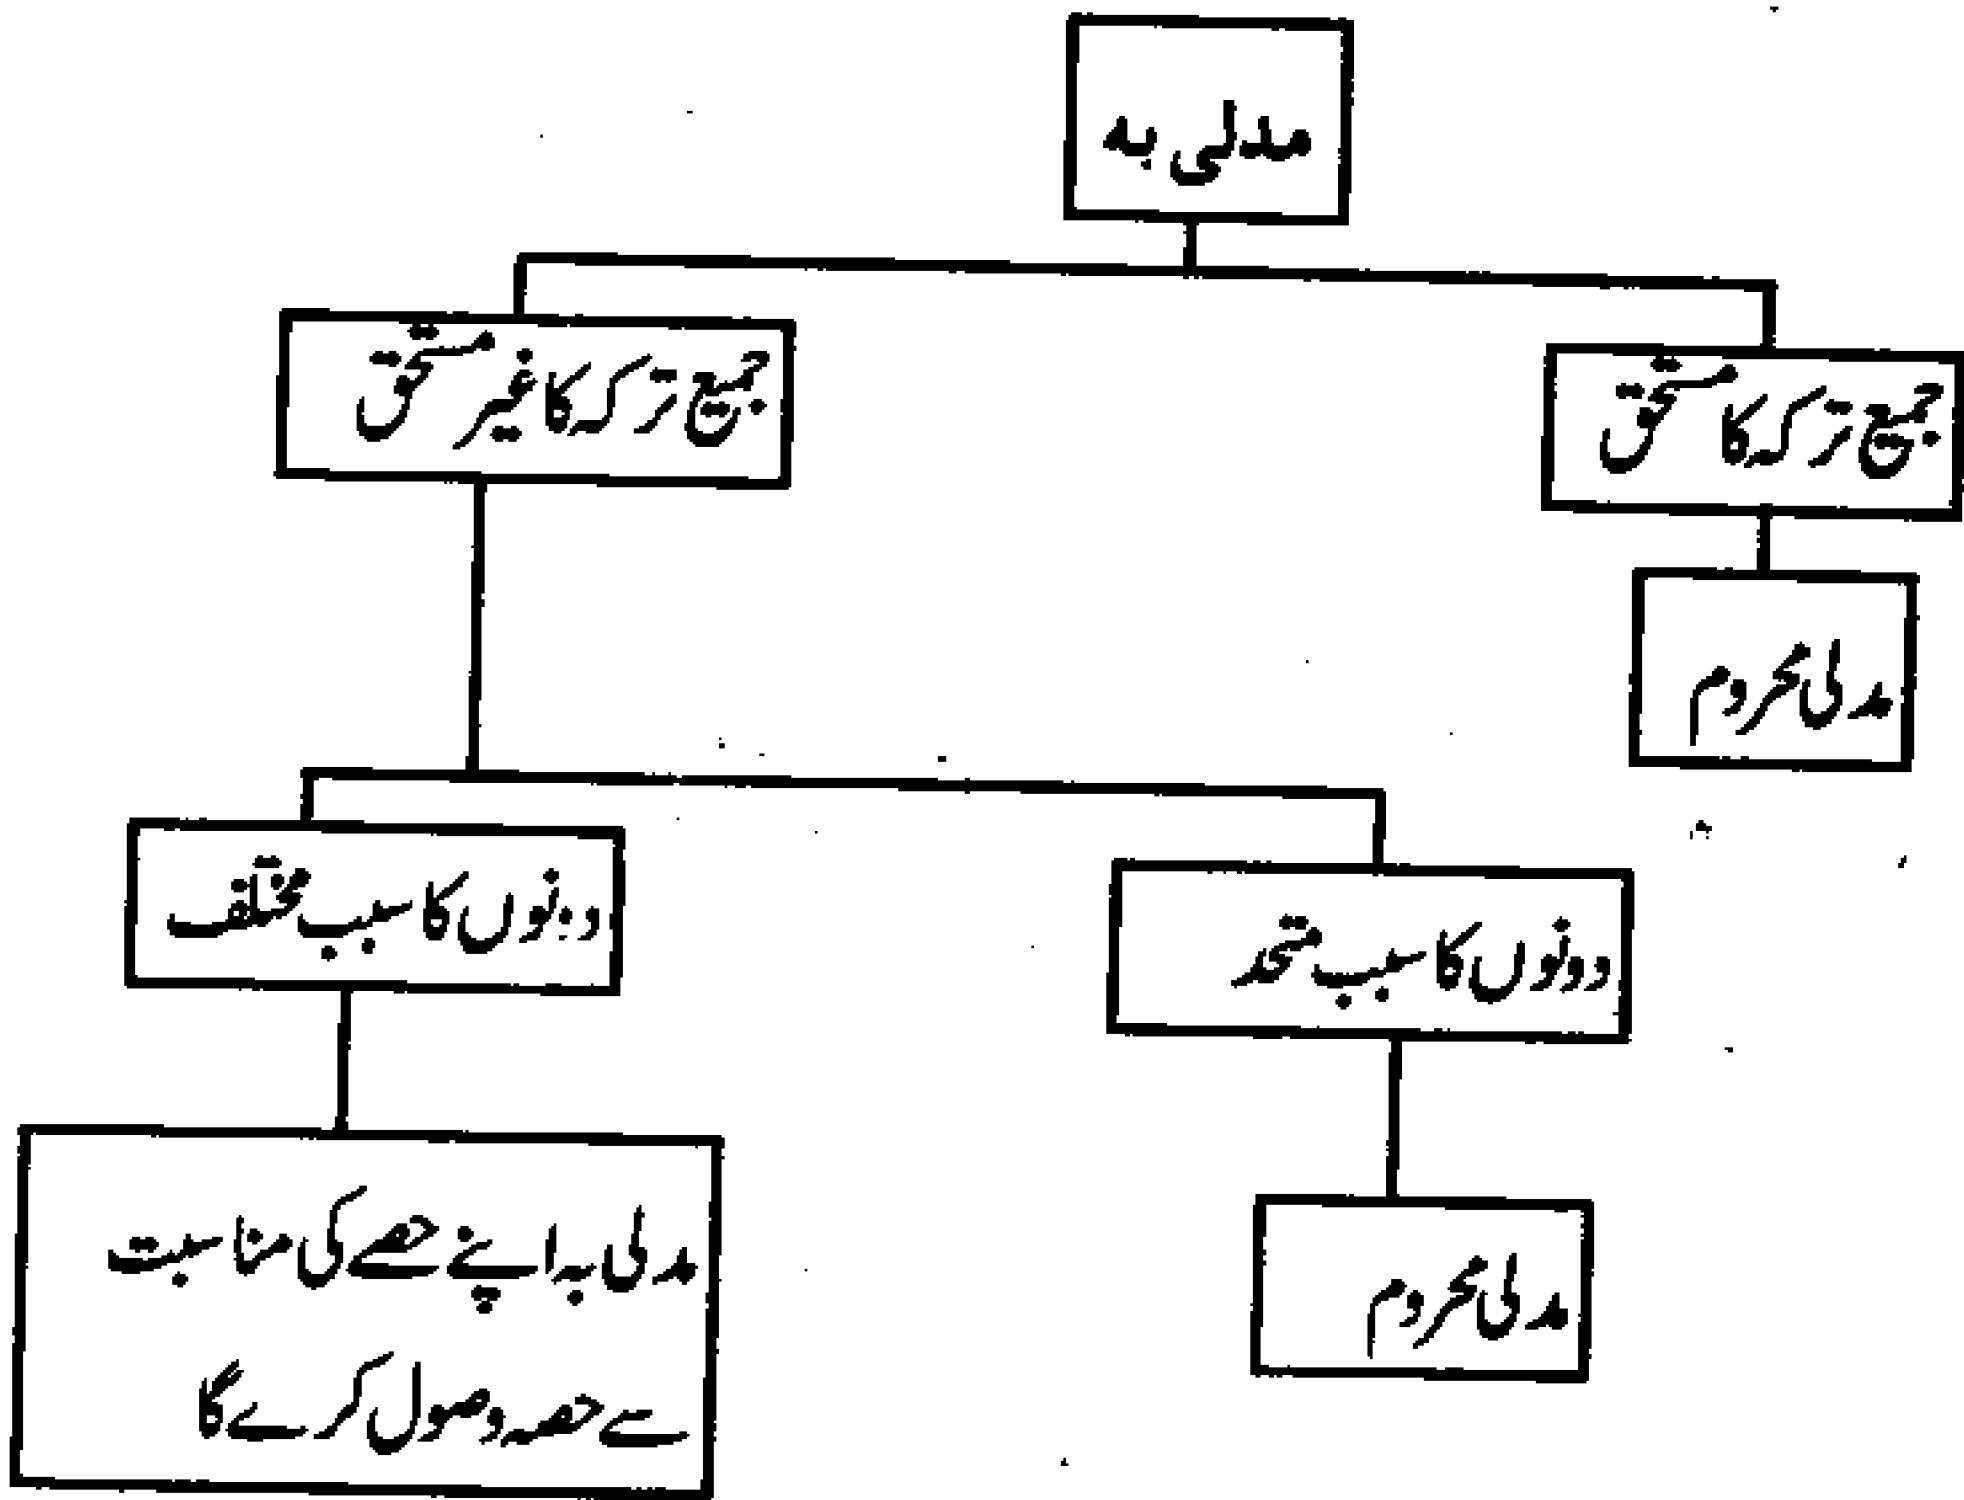 مدلی به
جمیع ترکہ کا مستحق
جمیع ترکہ کا غیر مستحق
مدلی محروم
دونوں کا سبب متحد
دونوں کا سبب مختلف
مدلی محروم
مدلی بہ اپنے حصے کی مناسبت
سے حصہ وصول کرے گا